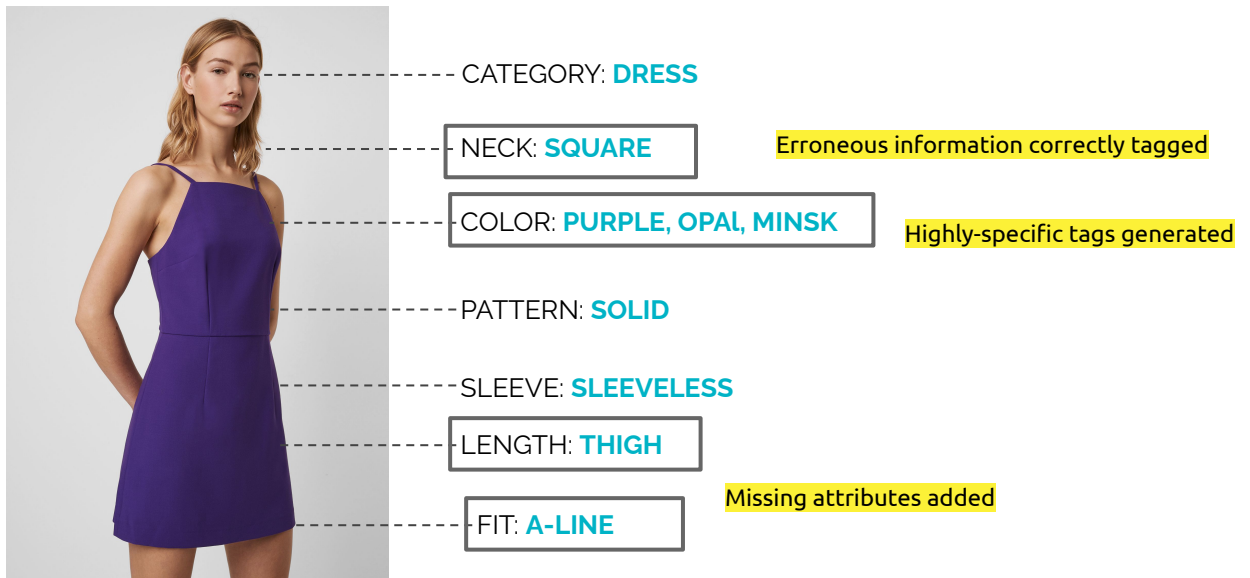 CATEGORY: DRESS
NECK: SQUARE
Erroneous information correctly tagged
COLOR: PURPLE, OPAl, MINSK
Highly-specific tags generated
PATTERN: SOLID
SLEEVE: SLEEVELESS
LENGTH: THIGH
Missing attributes added
FIT: A-LINE